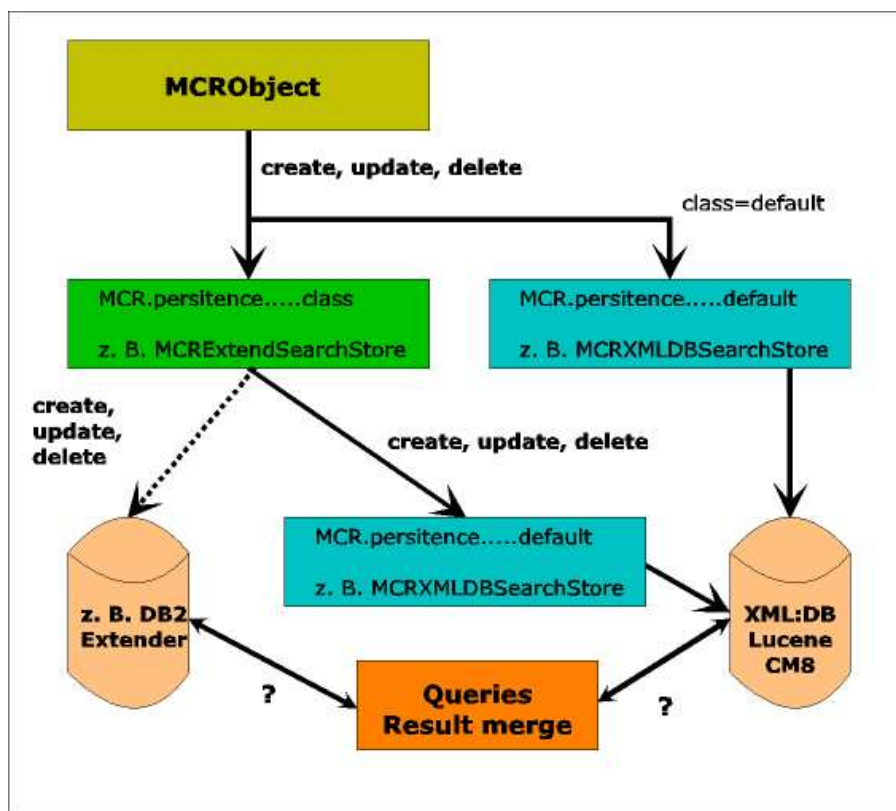 MCRObject
create, update, delete
class=default
MCR.persitence.....class
z. B. MCRExtendSearchStore
MCR.persitence.....default
z. B. MCRXMLDBSearchStore
create,
update,
delete
create, update, delete
MCR.persitence.....default
z. B. MCRXMLDBSearchStore
z. B. DB2
Extender
XML:DB
Lucene
CM8
?
Queries
Result merge
?